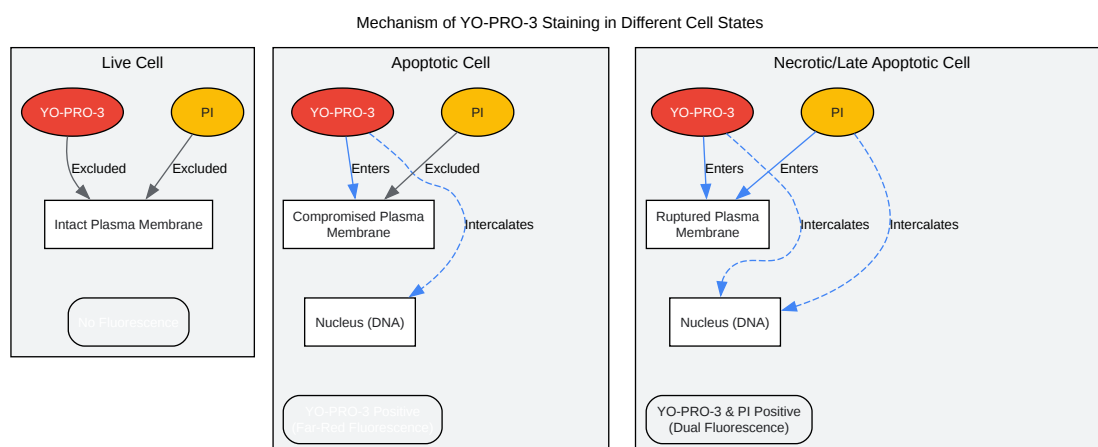 Mechanism of YO-PRO-3 Staining in Different Cell States
Live Cell
YO-PRO-3
PI
Excluded
Excluded
Intact Plasma Membrane
No Fluorescence
Apoptotic Cell
YO-PRO-3
PI
Enters
Excluded
Compromised Plasma
Membrane
Intercalates
Nucleus (DNA)
YO-PRO-3 Positive
(Far-Red Fluorescence)
Necrotic/Late Apoptotic Cell
YO-PRO-3
PI
Enters
Enters
Ruptured Plasma
Membrane
Intercalates
Intercalates
Nucleus (DNA)
YO-PRO-3 & PI Positive
(Dual Fluorescence)